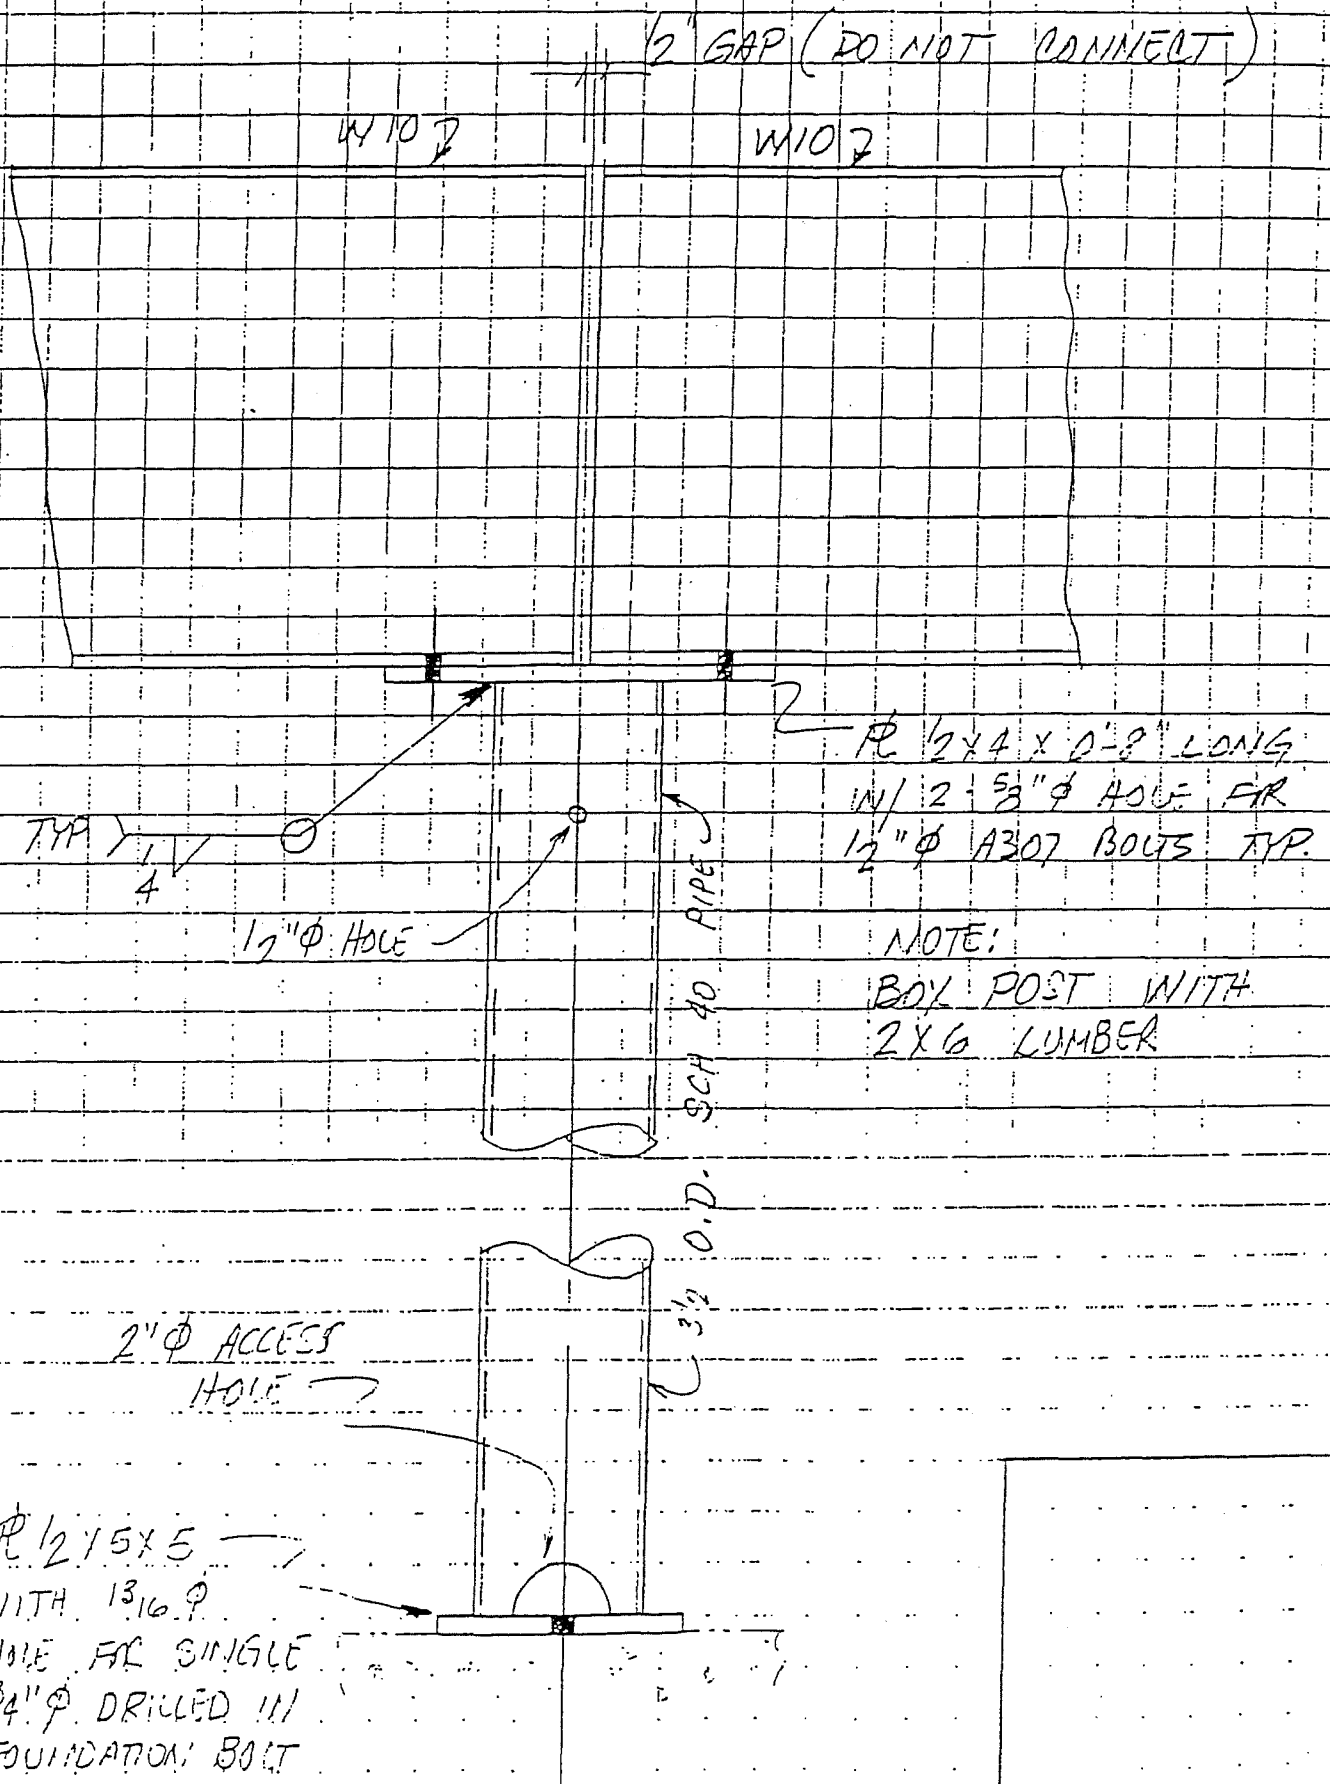 1/2" GAP (DO NOT CONNECT)
W10
W10
PL 1/2 X 4 X 0'-8" LONG
W/ 2 - 5/8" φ HOLE FOR
1/2" φ A307 BOLTS TYP.
TYP
1/4
1/2" φ HOLE
NOTE:
BOX POST WITH
2X6 LUMBER
3 1/2 O.D. SCH 40 PIPE
2" φ ACCESS
HOLE
PL 1/2 X 5 X 5
WITH 13/16 φ
HOLE FOR SINGLE
3/4" φ DRILLED IN
FOUNDATION BOLT